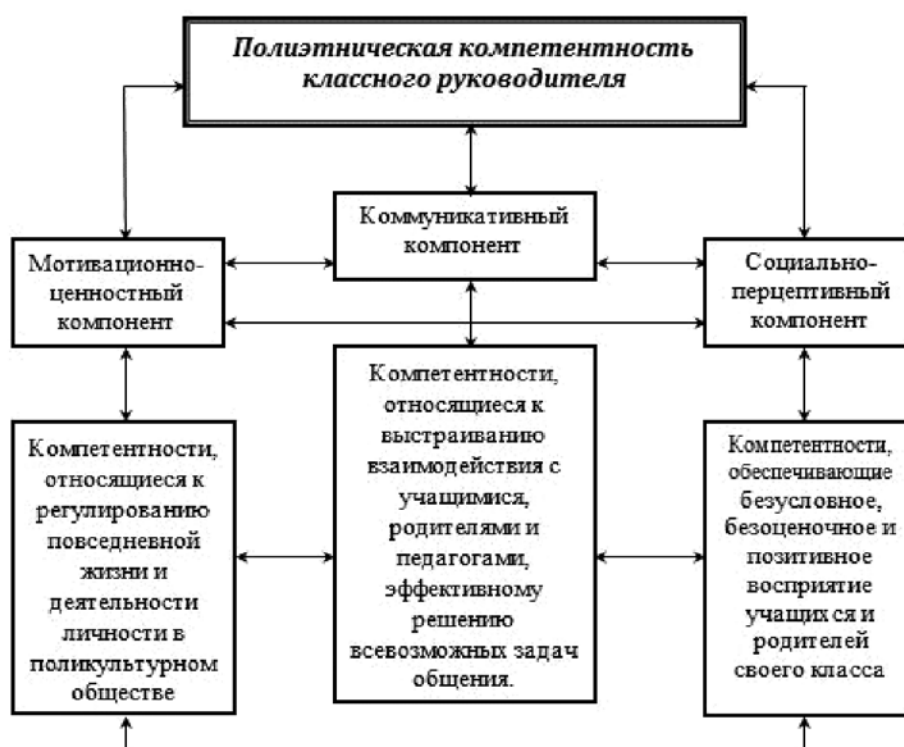 Полиэтническая компетентность
классного руководителя
Коммуникативный
компонент
Мотивационно-
ценностный
компонент
Социально-
перцептивный
компонент
Компетентности,
относящиеся к
регулированию
повседневной
жизни и
деятельности
личности в
поликультурном
обществе
Компетентности,
относящиеся к
выстраиванию
взаимодействия с
учащимися,
родителями и
педагогами,
эффективному
решению
всевозможных задач
общения.
Компетентности,
обеспечивающие
безусловное,
безоценочное и
позитивное
восприятие
учащихся и
родителей
своего класса